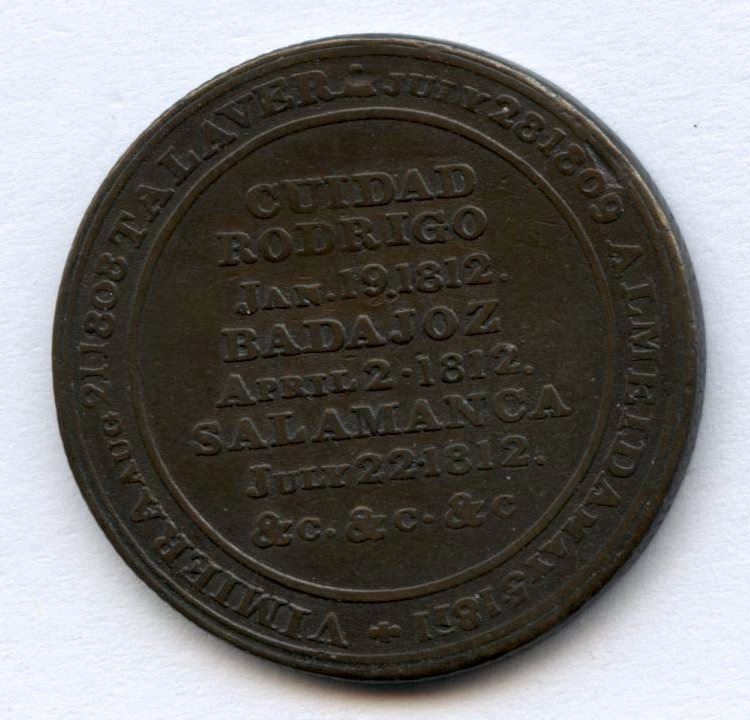 CUIDAD
RODRIGO
JAN. 19, 1812.
BADAJOZ
APRIL 2 · 1812.
SALAMANCA
JULY 22 · 1812.
&c. &c. &c
VIMIERA AUG 21 1808 TALAVERA JULY 28 1809 ALMEIDA MAY 5 1811